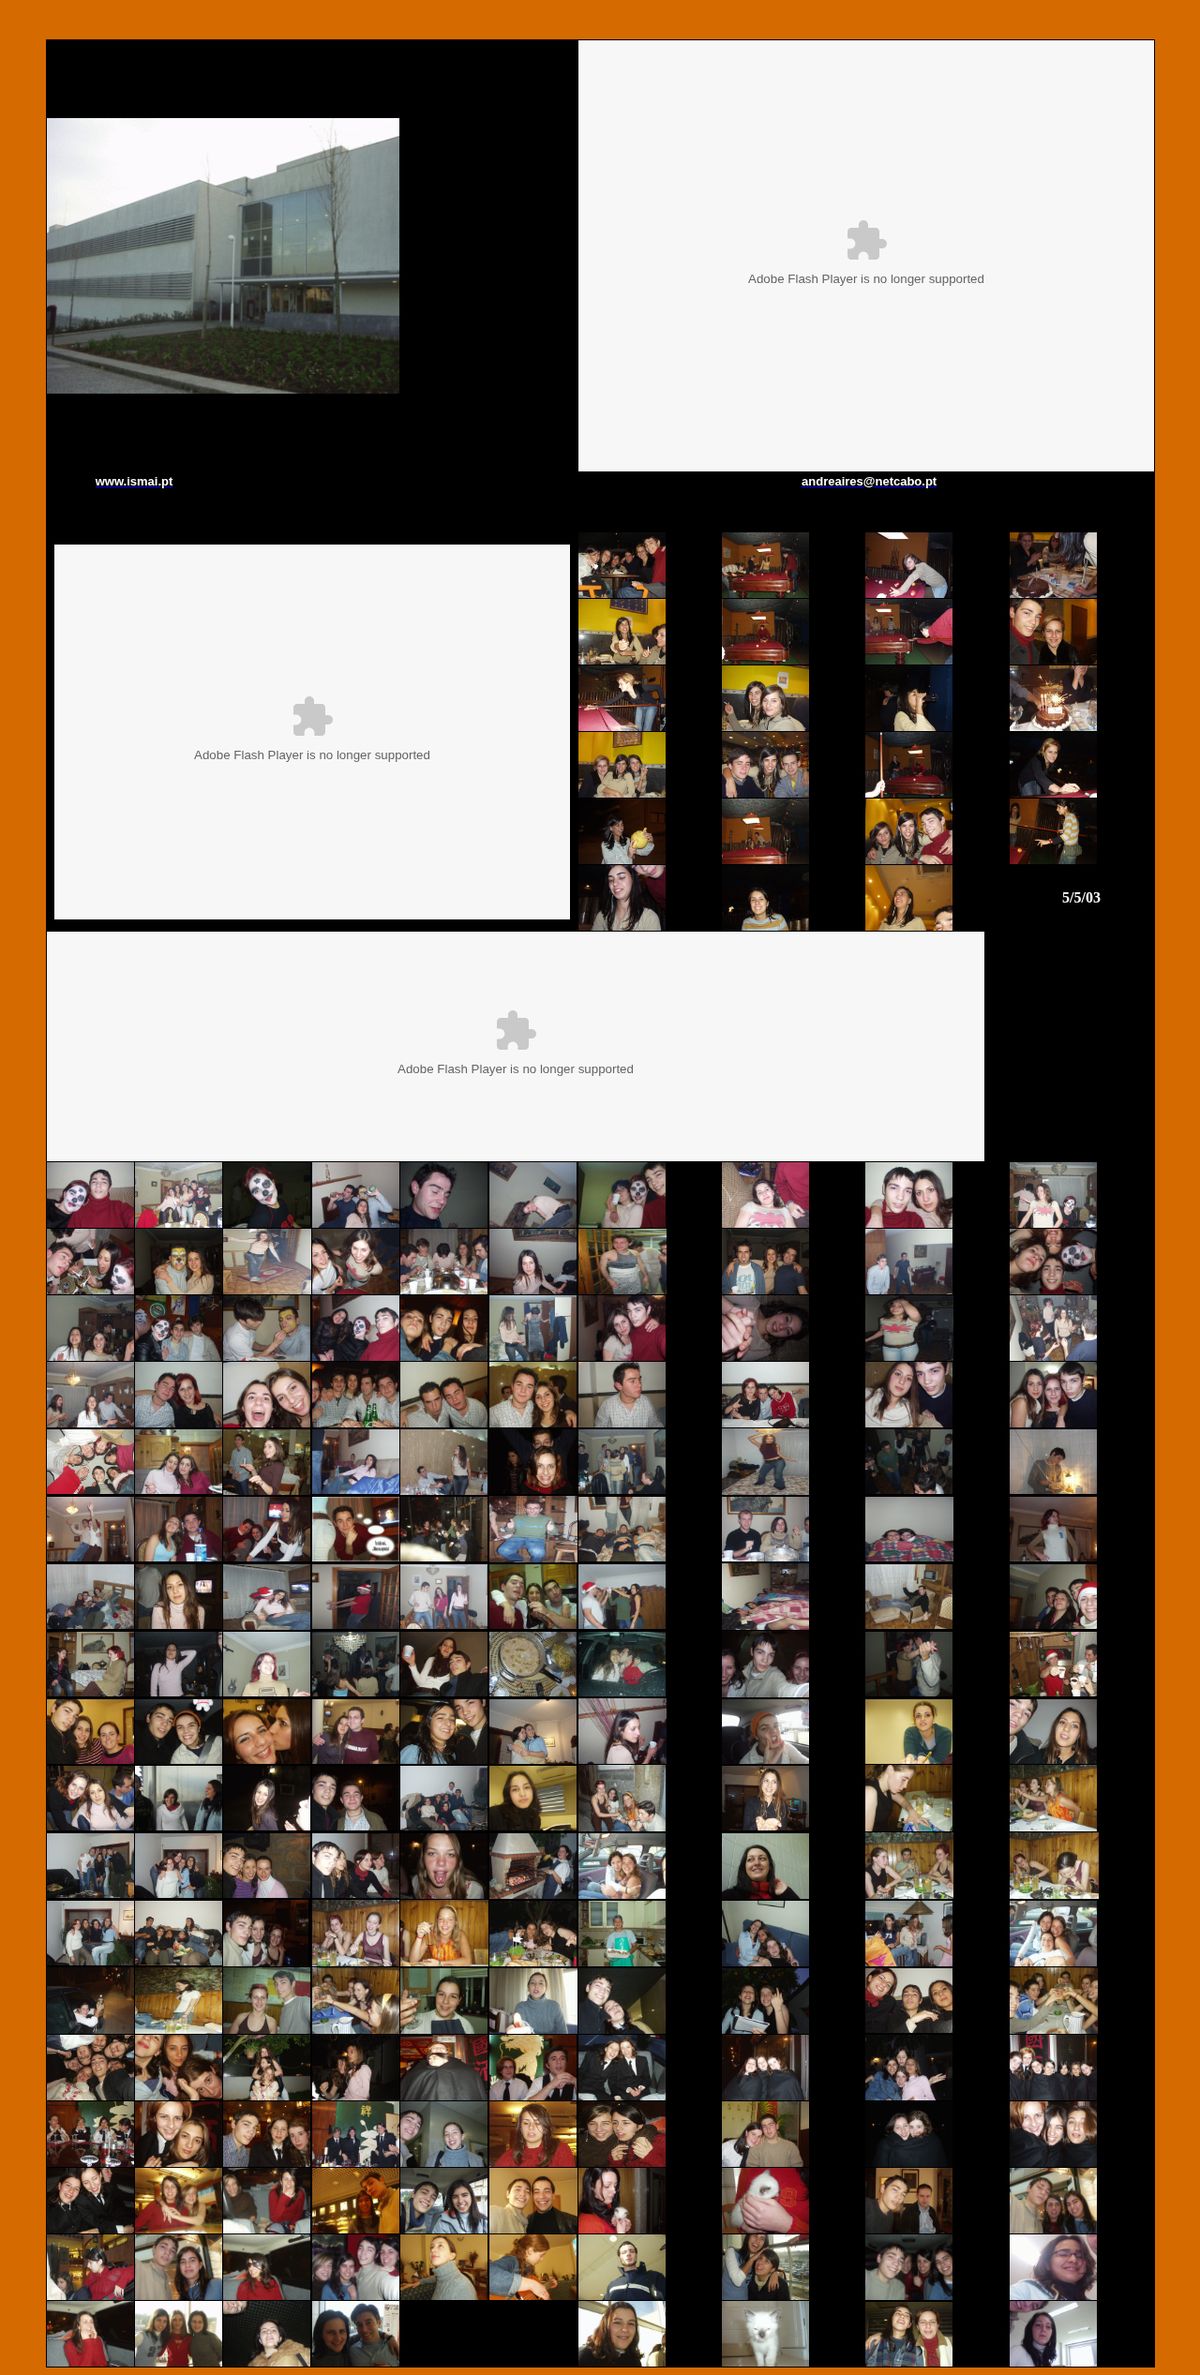 Adobe Flash Player is no longer supported
www.ismai.pt
andreaires@netcabo.pt
Adobe Flash Player is no longer supported
5/5/03
Adobe Flash Player is no longer supported